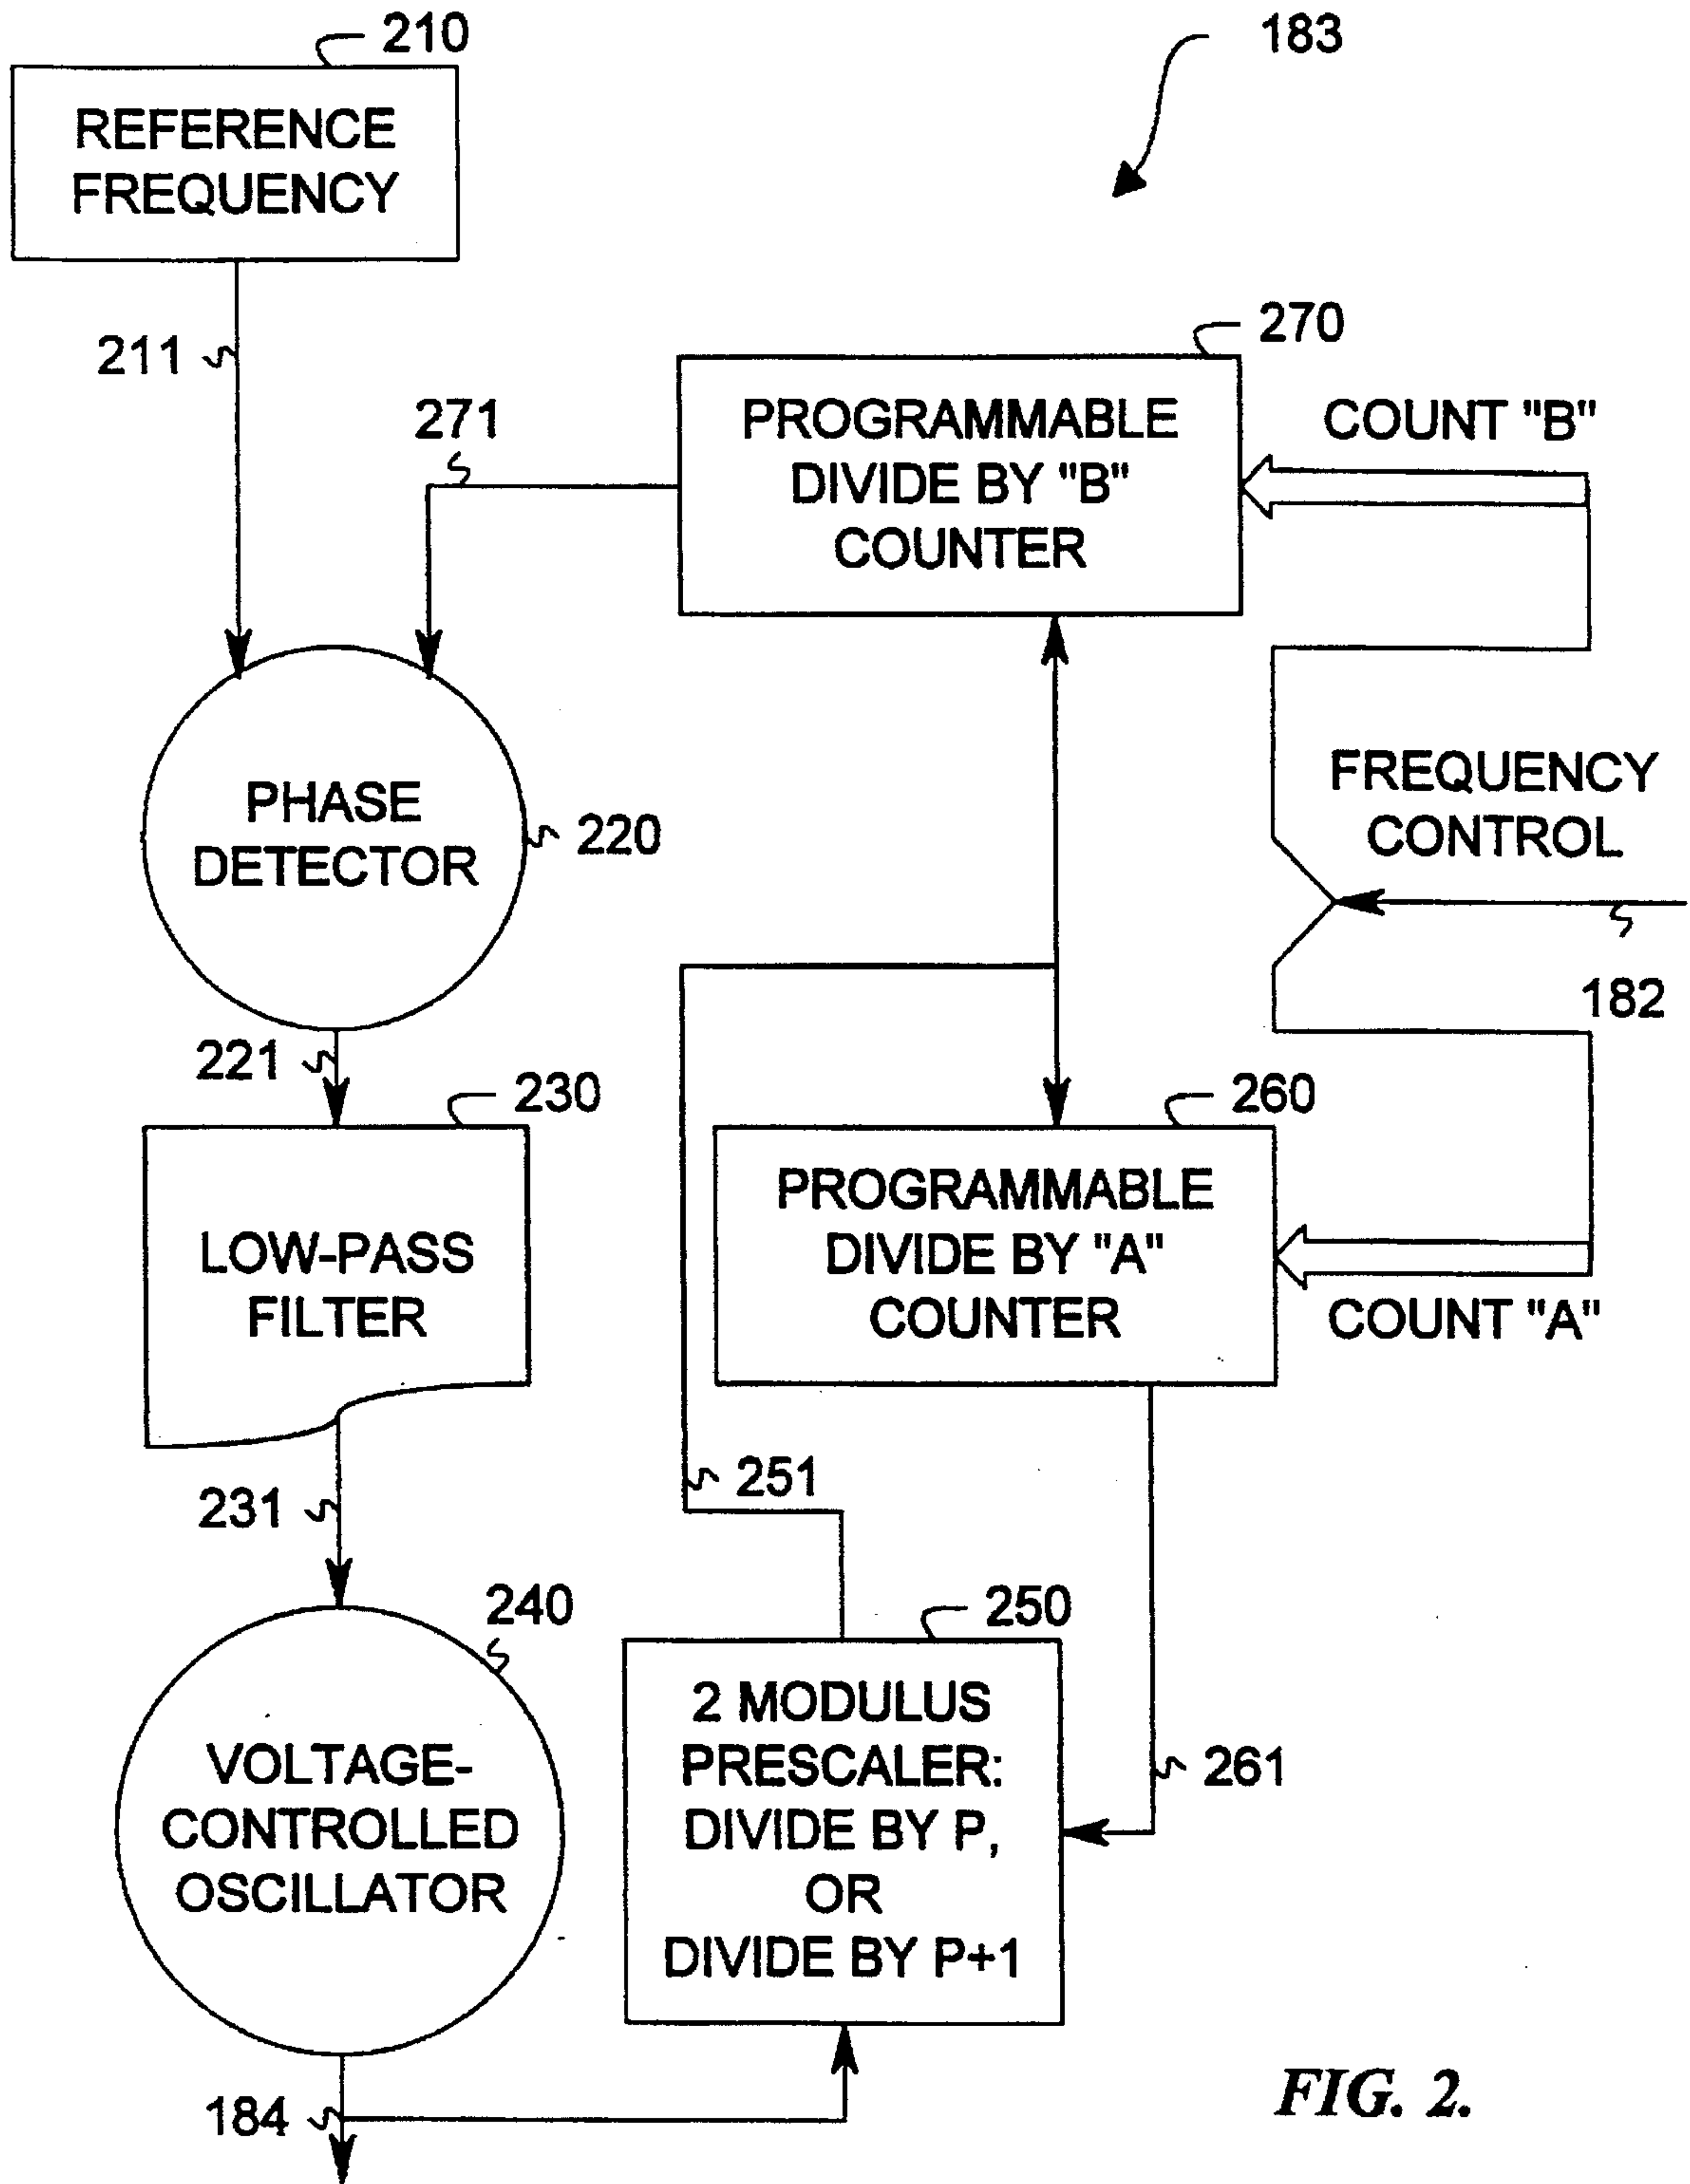 210
183
REFERENCE
FREQUENCY
211
270
271
PROGRAMMABLE
DIVIDE BY "B"
COUNTER
COUNT "B"
PHASE
DETECTOR
220
FREQUENCY
CONTROL
182
221
230
260
LOW-PASS
FILTER
PROGRAMMABLE
DIVIDE BY "A"
COUNTER
COUNT "A"
231
251
240
250
261
VOLTAGE-
CONTROLLED
OSCILLATOR
2 MODULUS
PRESCALER:
DIVIDE BY P,
OR
DIVIDE BY P+1
184
FIG. 2.